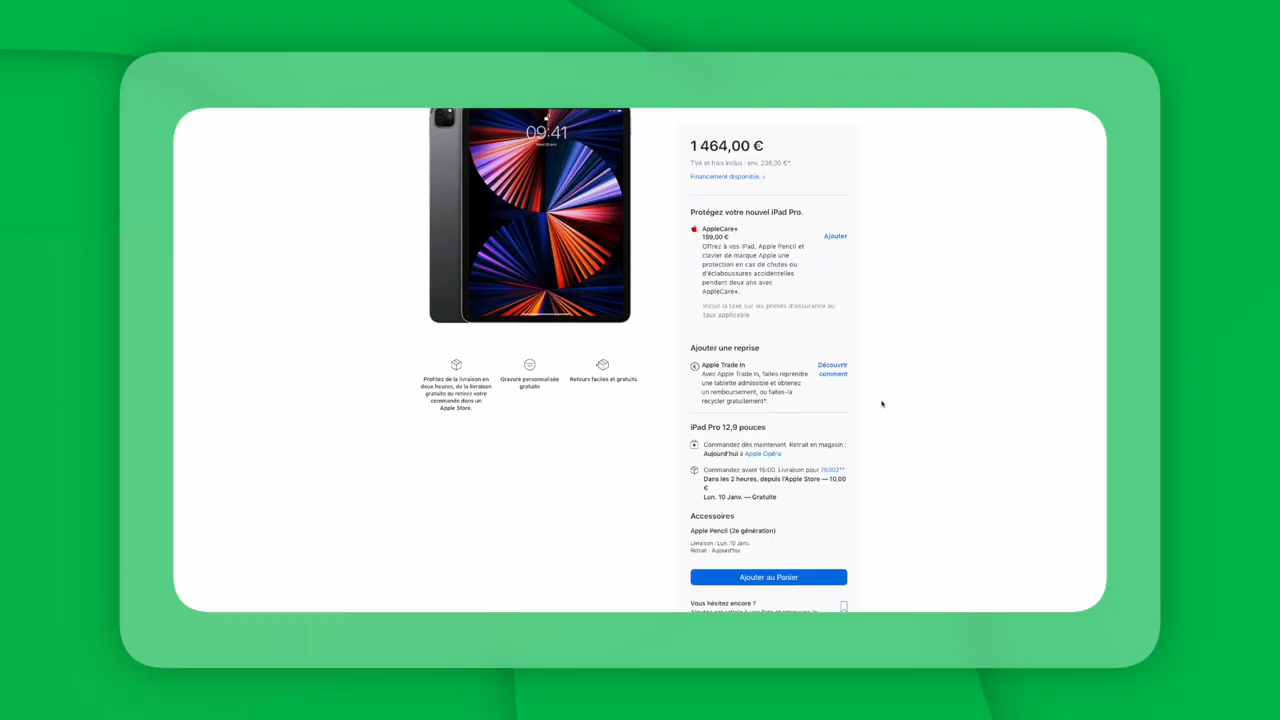 09:41
1 464,00 €
TVA et frais inclus : env. 236,00 €*.
Financement disponible. >
Protégez votre nouvel iPad Pro.
AppleCare+
159,00 €
Ajouter
Offrez à vos iPad, Apple Pencil et
clavier de marque Apple une
protection en cas de chutes ou
d'éclaboussures accidentelles
pendant deux ans avec
AppleCare+.
Inclut la taxe sur les primes d'assurance au
taux applicable
Ajouter une reprise
Apple Trade In
Découvrir
comment
Avec Apple Trade In, faites reprendre
une tablette admissible et obtenez
un remboursement, ou faites-la
recycler gratuitement*.
iPad Pro 12,9 pouces
Commandez dès maintenant. Retrait en magasin :
Aujourd'hui à Apple Opéra
Commandez avant 15:00. Livraison pour 75002**
Dans les 2 heures, depuis l'Apple Store — 10,00
€
Lun. 10 Janv. — Gratuite
Accessoires
Apple Pencil (2e génération)
Livraison : Lun. 10 Janv.
Retrait : Aujourd'hui
Ajouter au Panier
Vous hésitez encore ?
Profitez de la livraison en
deux heures, de la livraison
gratuite ou retirez votre
commande dans un
Apple Store.
Gravure personnalisée
gratuite
Retours faciles et gratuits